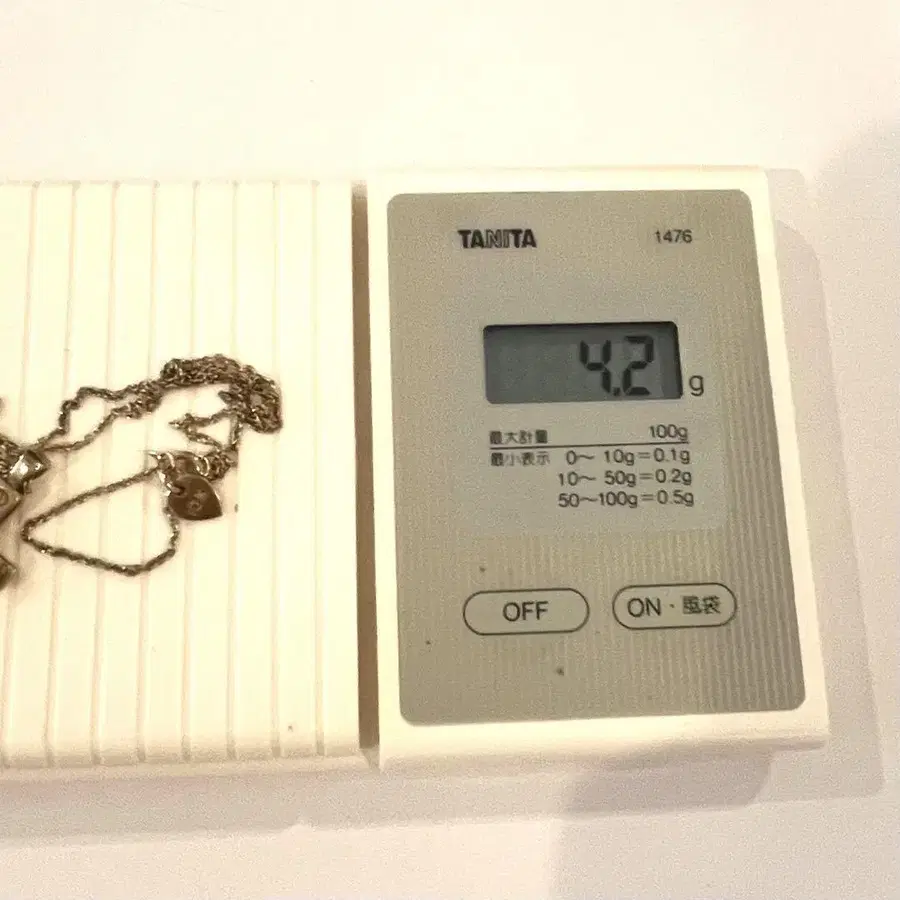 TANITA 1476
4.2 g
最大計量 100g
最小表示 0〜 10g=0.1g
10〜 50g=0.2g
50〜100g=0.5g
OFF ON・風袋